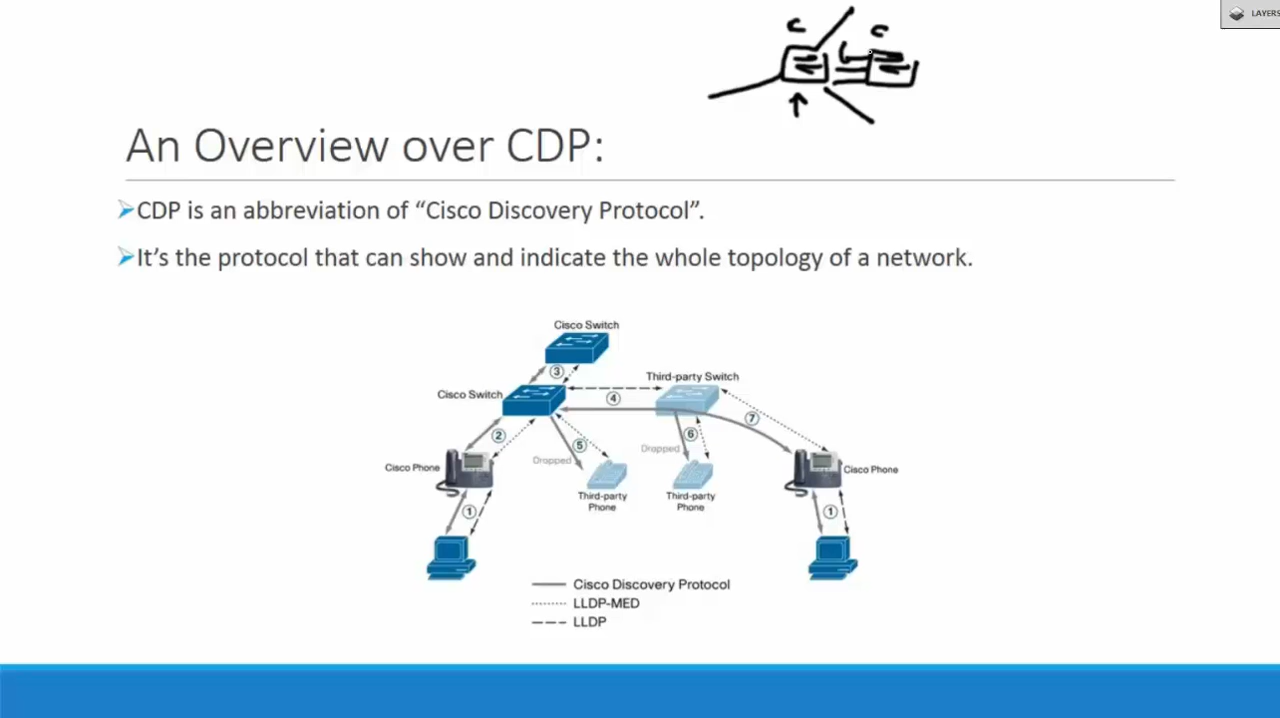 LAYERS
c c
An Overview over CDP:
CDP is an abbreviation of “Cisco Discovery Protocol”.
It’s the protocol that can show and indicate the whole topology of a network.
Cisco Switch
3
Third-party Switch
Cisco Switch
4
7
2
5
6
Dropped
Dropped
Cisco Phone
Cisco Phone
Third-party
Phone
Third-party
Phone
1
1
Cisco Discovery Protocol
LLDP-MED
LLDP